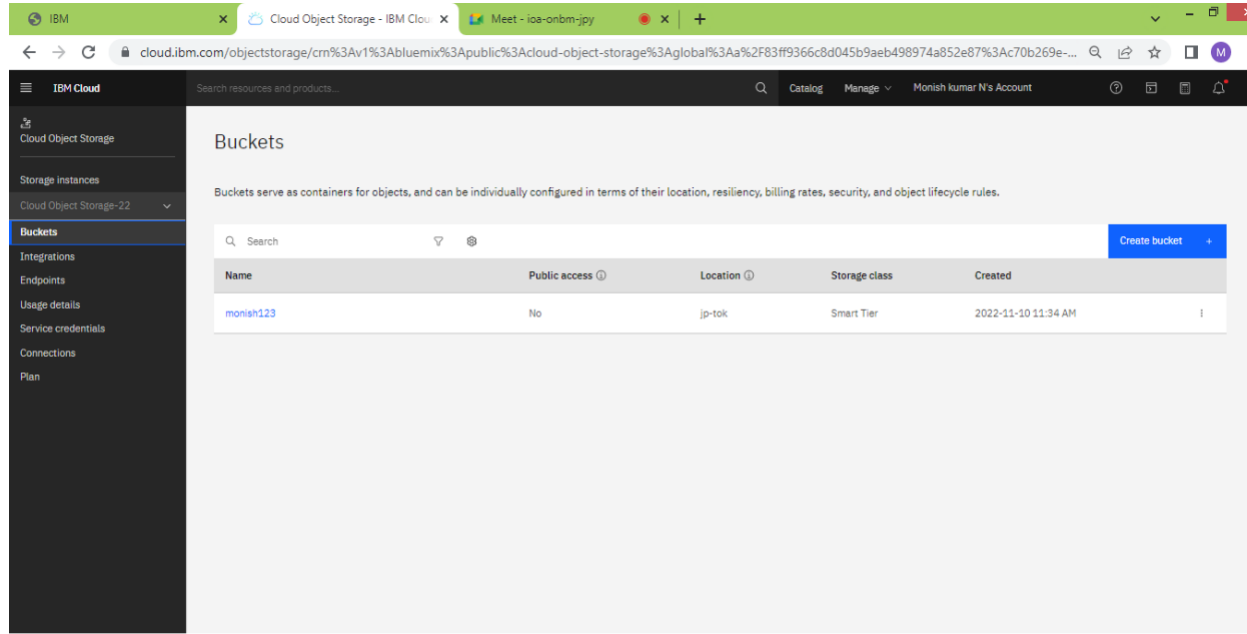 IBM
Cloud Object Storage - IBM Clou
Meet - ioa-onbm-jpy
cloud.ibm.com/objectstorage/crn%3Av1%3Abluemix%3Apublic%3Acloud-object-storage%3Aglobal%3Aa%2F83ff9366c8d045b9aeb498974a852e87%3Ac70b269e-...
M
IBM Cloud
Search resources and products...
Catalog
Manage
Monish kumar N's Account
Cloud Object Storage
Storage instances
Cloud Object Storage-22
Buckets
Integrations
Endpoints
Usage details
Service credentials
Connections
Plan
Buckets
Buckets serve as containers for objects, and can be individually configured in terms of their location, resiliency, billing rates, security, and object lifecycle rules.
Search
Create bucket +
Name Public access Location Storage class Created
monish123 No jp-tok Smart Tier 2022-11-10 11:34 AM